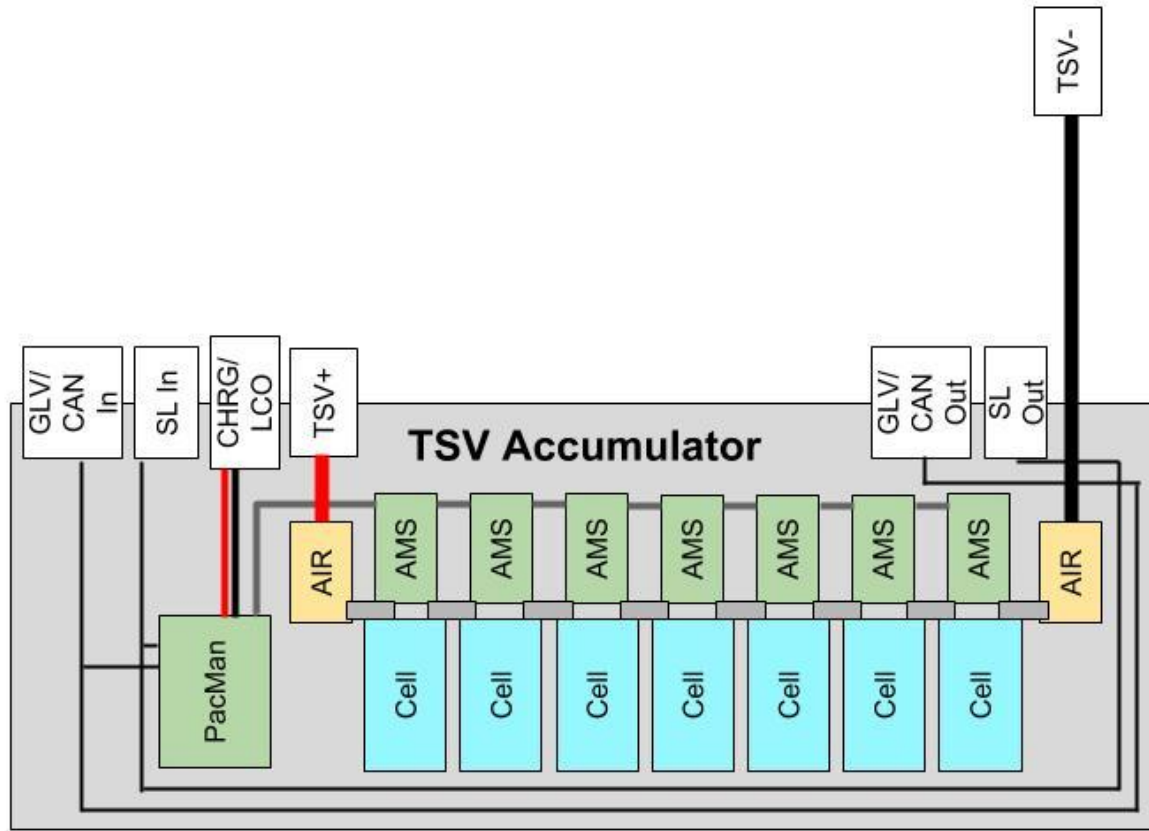 TSV-
GLV/
CAN
In
SL In
CHRG/
LCO
TSV+
GLV/
CAN
Out
SL
Out
TSV Accumulator
AIR
AMS
AMS
AMS
AMS
AMS
AMS
AMS
AIR
PacMan
Cell
Cell
Cell
Cell
Cell
Cell
Cell